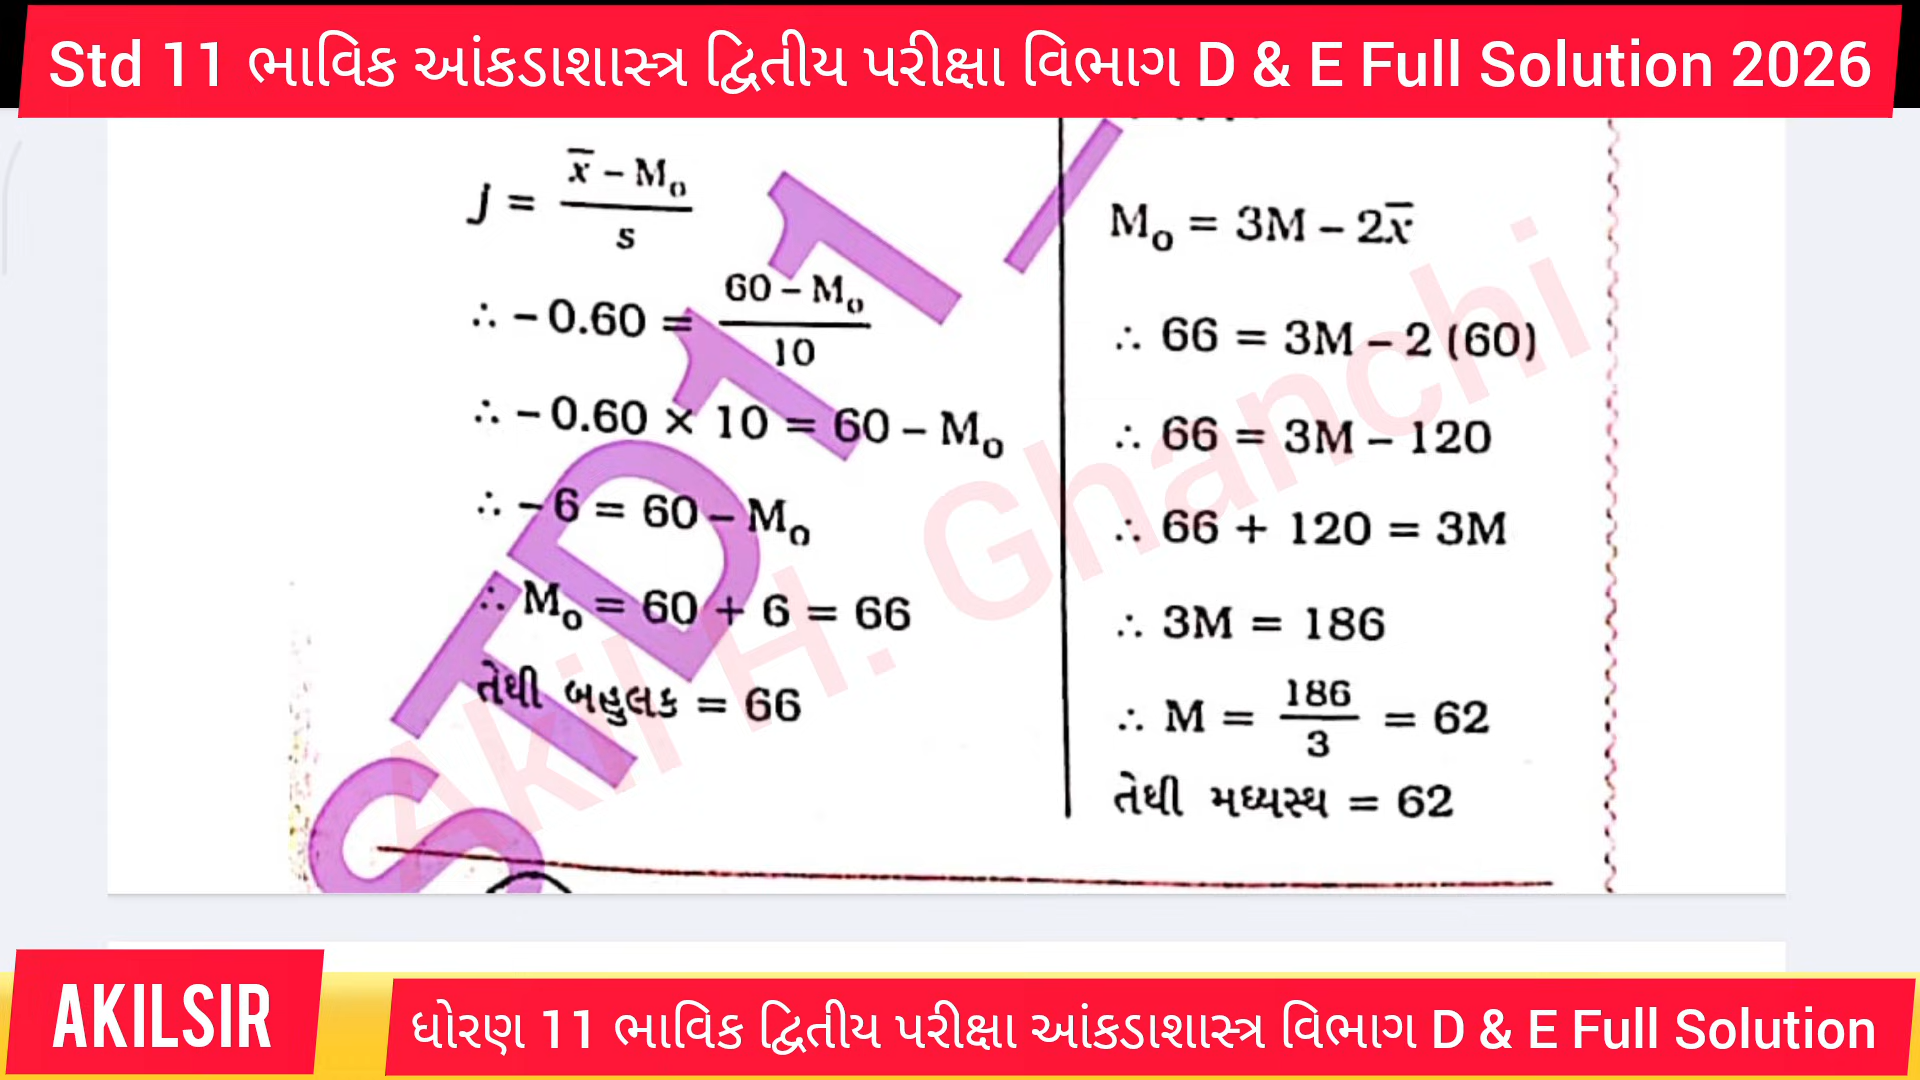 Std 11 ભાવિક આંકડાશાસ્ત્ર દ્વિતીય પરીક્ષા વિભાગ D & E Full Solution 2026
j = x̄ – M₀ / s
∴ – 0.60 = 60 – M₀ / 10
∴ – 0.60 × 10 = 60 – M₀
∴ – 6 = 60 – M₀
∴ M₀ = 60 + 6 = 66
તેથી બહુલક = 66
M₀ = 3M – 2x̄
∴ 66 = 3M – 2 (60)
∴ 66 = 3M – 120
∴ 66 + 120 = 3M
∴ 3M = 186
∴ M = 186 / 3 = 62
તેથી મધ્યસ્થ = 62
STD 11 –
Akil H. Ghanchi
AKILSIR
ધોરણ 11 ભાવિક દ્વિતીય પરીક્ષા આંકડાશાસ્ત્ર વિભાગ D & E Full Solution